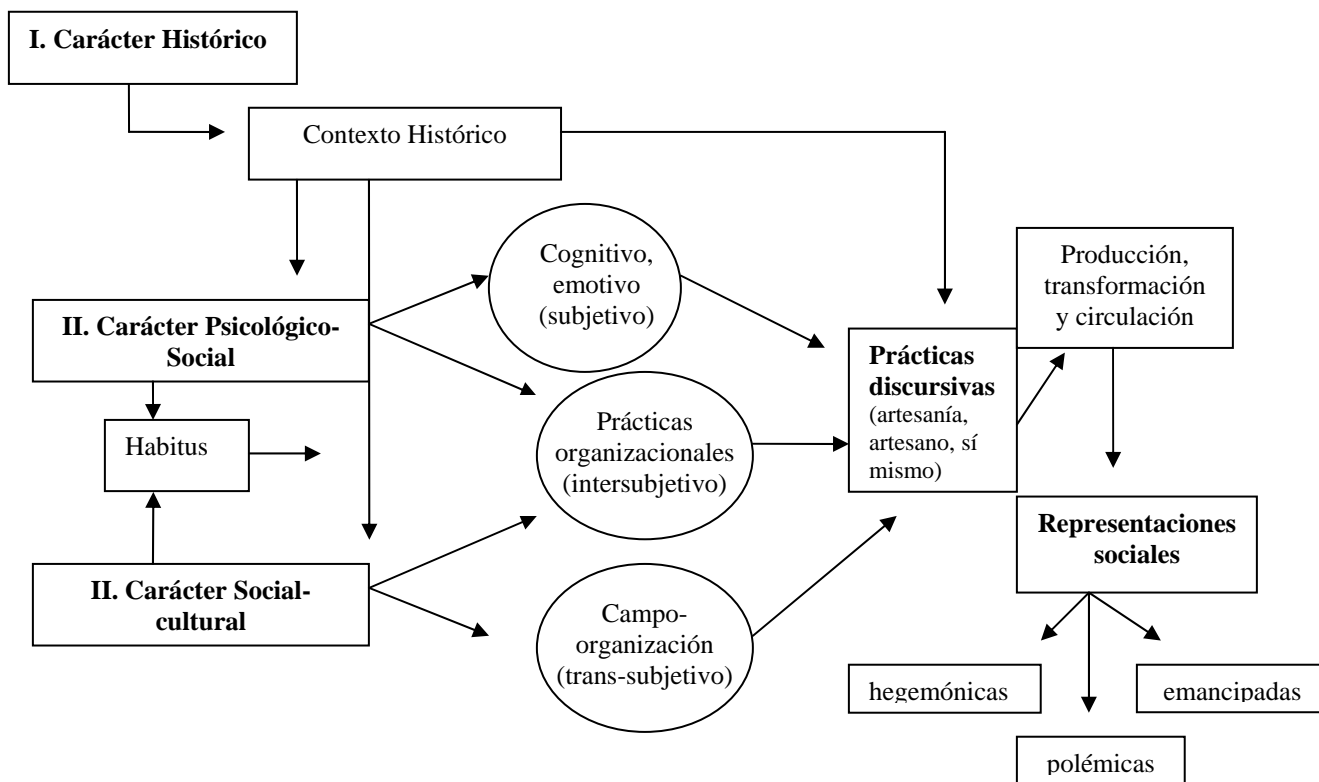 I. Carácter Histórico
Contexto Histórico
Cognitivo,
emotivo
(subjetivo)
Producción,
transformación
y circulación
II. Carácter Psicológico-
Social
Prácticas
discursivas
(artesanía,
artesano, sí
mismo)
Habitus
Prácticas
organizacionales
(intersubjetivo)
Representaciones
sociales
II. Carácter Social-
cultural
Campo-
organización
(trans-subjetivo)
hegemónicas
emancipadas
polémicas